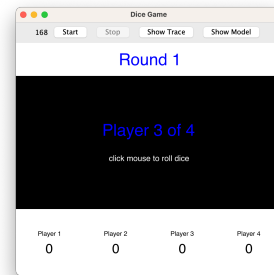 Dice Game
168 Start Stop Show Trace Show Model
Round 1
Player 3 of 4
click mouse to roll dice
Player 1 Player 2 Player 3 Player 4
0 0 0 0